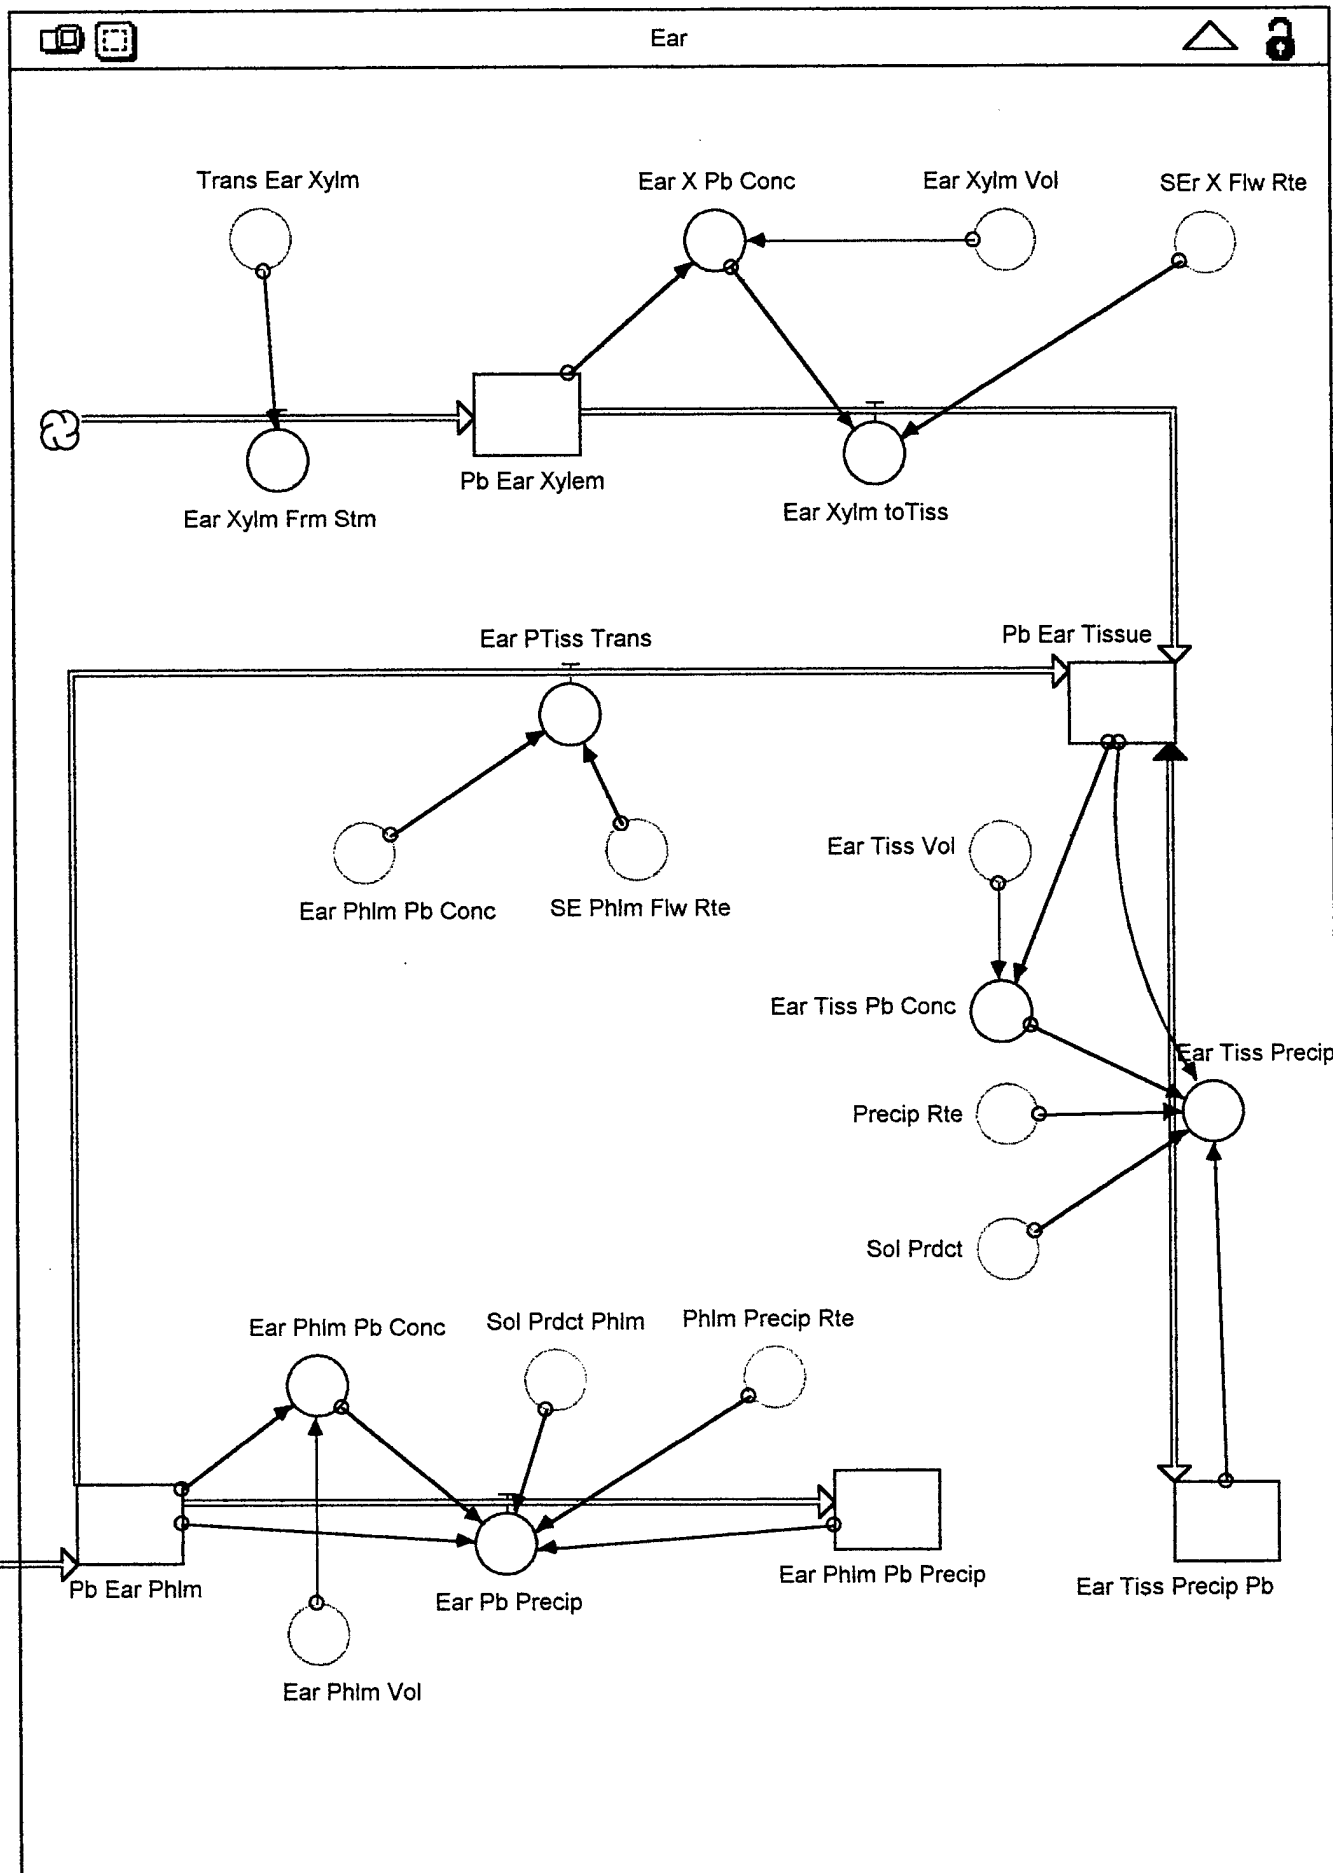 Ear
Trans Ear Xylm
Ear X Pb Conc
Ear Xylm Vol
SEr X Flw Rte
Pb Ear Xylem
Ear Xylm Frm Stm
Ear Xylm toTiss
Ear PTiss Trans
Pb Ear Tissue
Ear Tiss Vol
Ear Phlm Pb Conc
SE Phlm Flw Rte
Ear Tiss Pb Conc
Ear Tiss Precip
Precip Rte
Sol Prdct
Ear Phlm Pb Conc
Sol Prdct Phlm
Phlm Precip Rte
Pb Ear Phlm
Ear Pb Precip
Ear Phlm Pb Precip
Ear Tiss Precip Pb
Ear Phlm Vol